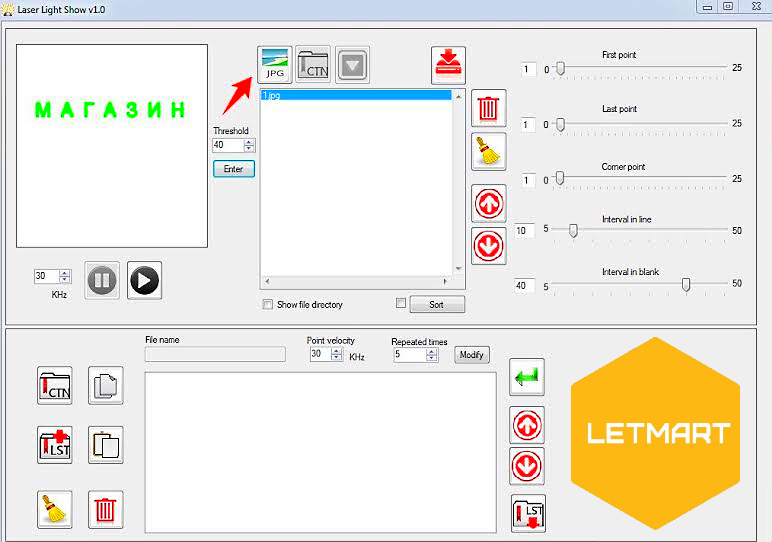 Laser Light Show v1.0
МАГАЗИН
JPG
CTN
1.jpg
Threshold
40
Enter
30
KHz
Show file directory
Sort
First point
1 0 25
Last point
1 0 25
Corner point
1 0 25
Interval in line
10 5 50
Interval in blank
40 5 50
File name
Point velocity
30 KHz
Repeated times
5
Modify
CTN
LST
LST
LETMART